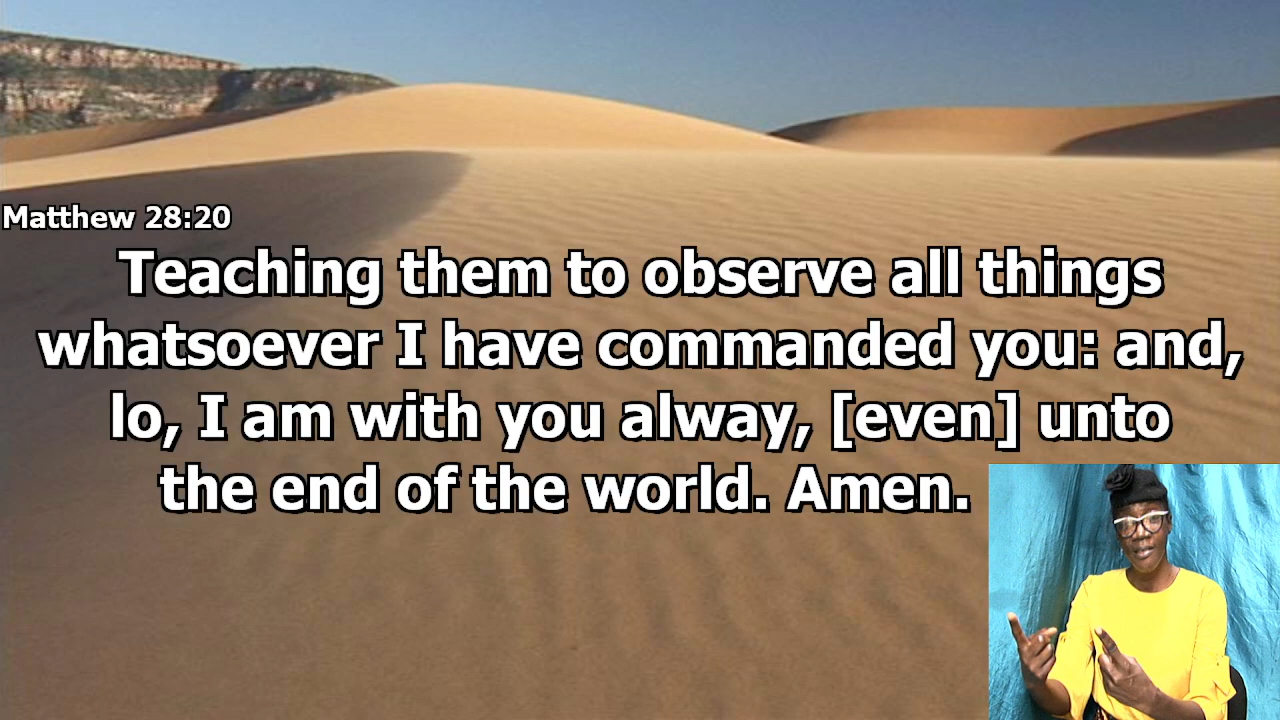 Matthew 28:20
Teaching them to observe all things
whatsoever I have commanded you: and,
lo, I am with you alway, [even] unto
the end of the world. Amen.